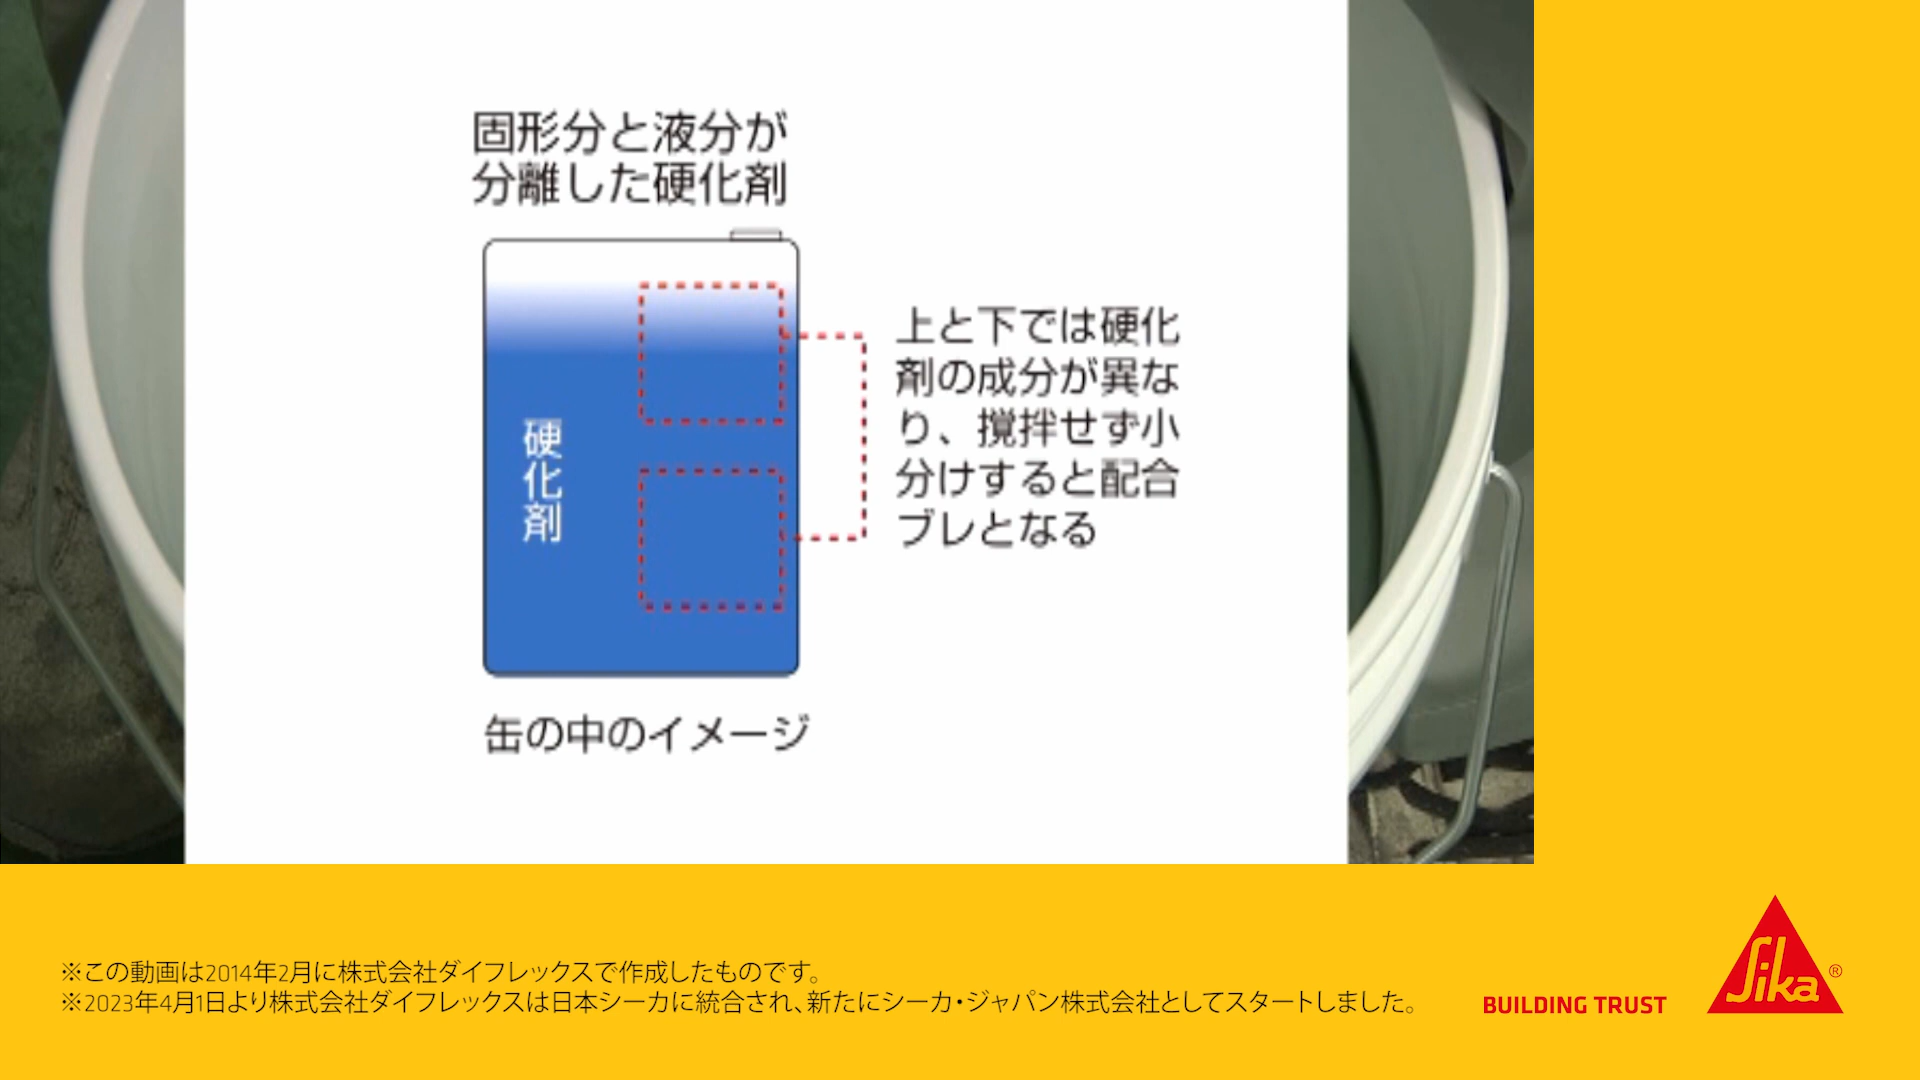 固形分と液分が
分離した硬化剤
硬化剤
上と下では硬化
剤の成分が異な
り、撹拌せず小
分けすると配合
ブレとなる
缶の中のイメージ
※この動画は2014年2月に株式会社ダイフレックスで作成したものです。
※2023年4月1日より株式会社ダイフレックスは日本シーカに統合され、新たにシーカ・ジャパン株式会社としてスタートしました。
BUILDING TRUST
Sika®